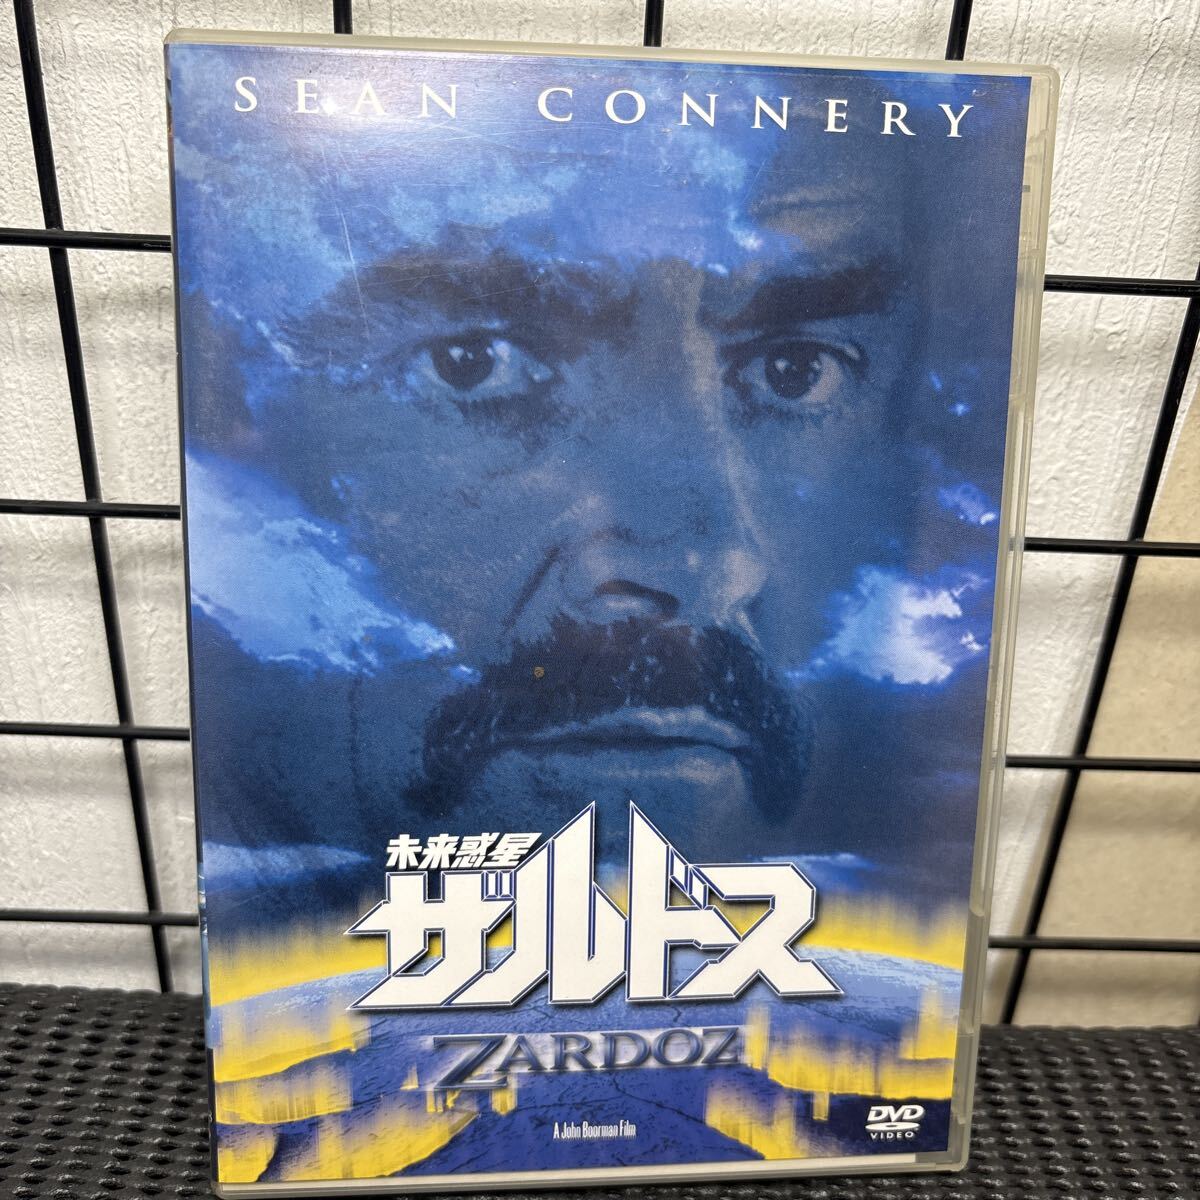 SEAN CONNERY
未来惑星
ザルドス
ZARDOZ
A John Boorman Film
DVD
VIDEO